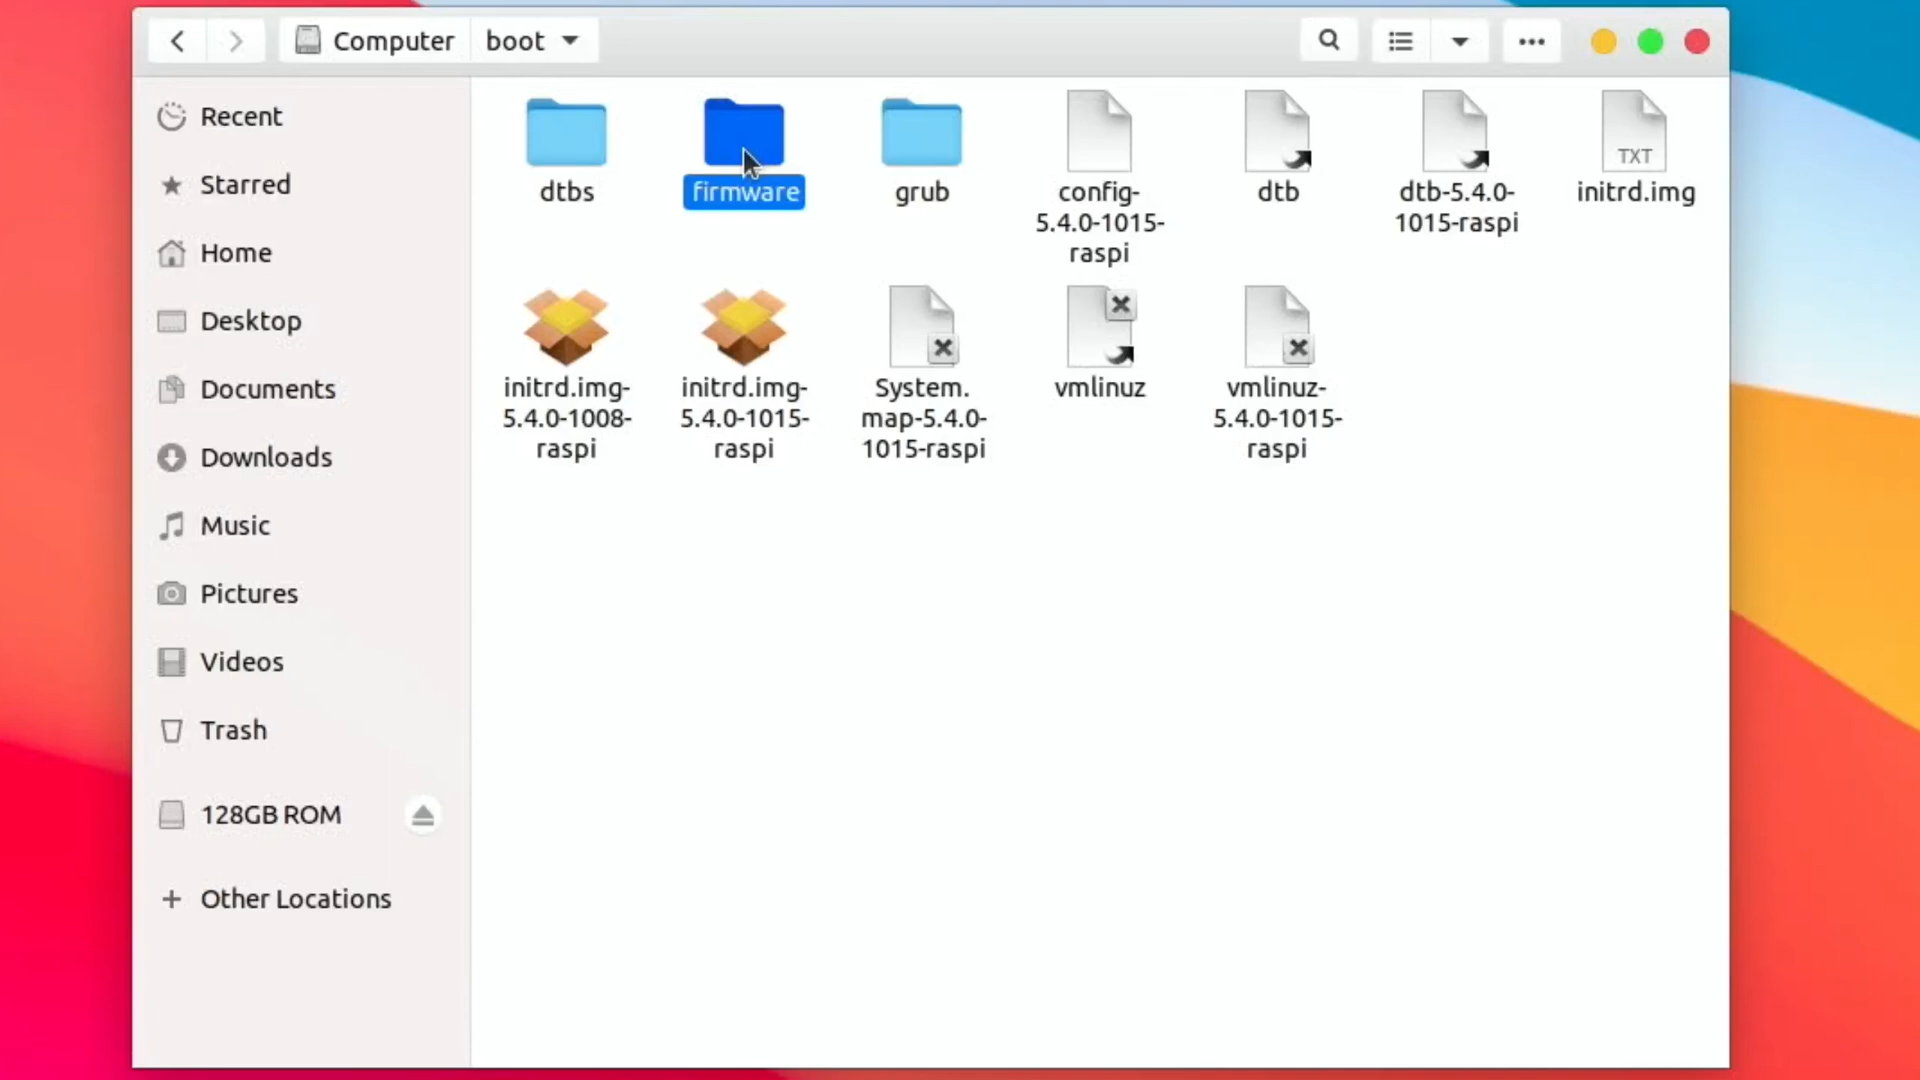 Computer
boot
Recent
Starred
Home
Desktop
Documents
Downloads
Music
Pictures
Videos
Trash
128GB ROM
Other Locations
dtbs
firmware
grub
config-
5.4.0-1015-
raspi
dtb
dtb-5.4.0-
1015-raspi
TXT
initrd.img
initrd.img-
5.4.0-1008-
raspi
initrd.img-
5.4.0-1015-
raspi
System.
map-5.4.0-
1015-raspi
vmlinuz
vmlinuz-
5.4.0-1015-
raspi